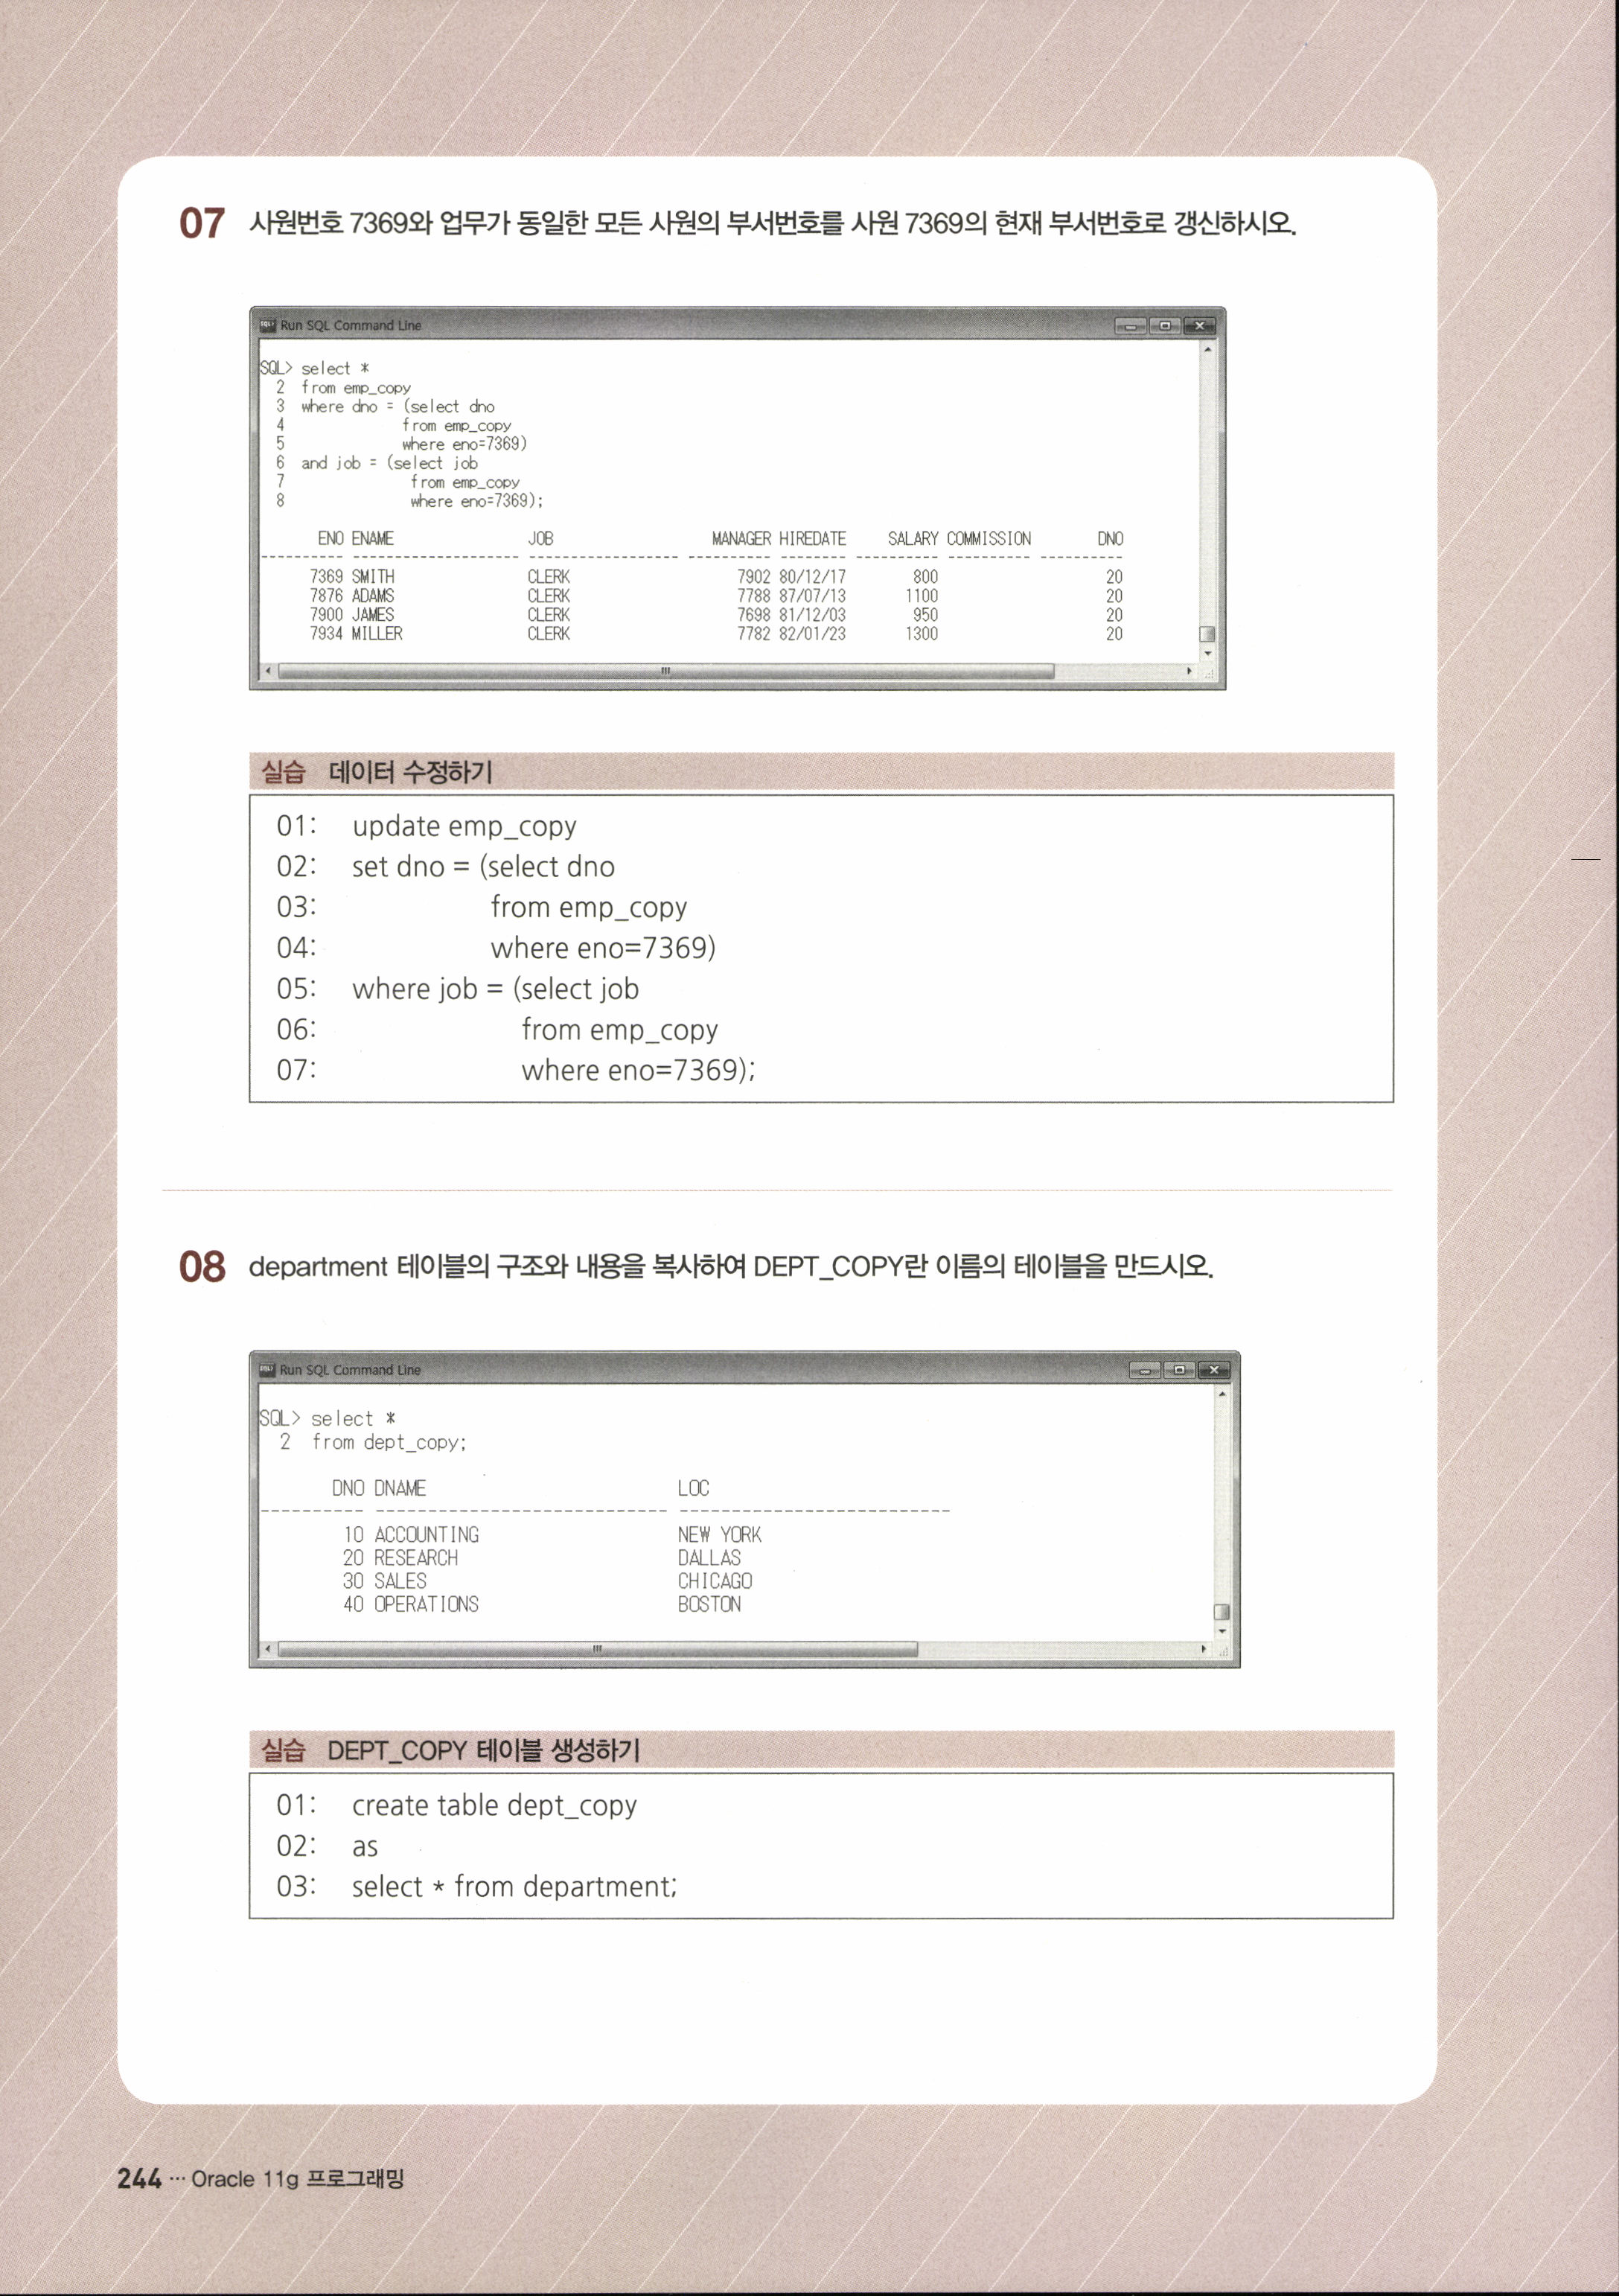 07 사원번호 7369와 업무가 동일한 모든 사원의 부서번호를 사원 7369의 현재 부서번호로 갱신하시오.
Run SQL Command Line
SQL> select *
2 from emp_copy
3 where dno = (select dno
4 from emp_copy
5 where eno=7369)
6 and job = (select job
7 from emp_copy
8 where eno=7369);
ENO ENAME JOB MANAGER HIREDATE SALARY COMMISSION DNO
7369 SMITH CLERK 7902 80/12/17 800 20
7876 ADAMS CLERK 7788 87/07/13 1100 20
7900 JAMES CLERK 7698 81/12/03 950 20
7934 MILLER CLERK 7782 82/01/23 1300 20
실습 데이터 수정하기
01: update emp_copy
02: set dno = (select dno
03: from emp_copy
04: where eno=7369)
05: where job = (select job
06: from emp_copy
07: where eno=7369);
08 department 테이블의 구조와 내용을 복사하여 DEPT_COPY란 이름의 테이블을 만드시오.
Run SQL Command Line
SQL> select *
2 from dept_copy;
DNO DNAME LOC
10 ACCOUNTING NEW YORK
20 RESEARCH DALLAS
30 SALES CHICAGO
40 OPERATIONS BOSTON
실습 DEPT_COPY 테이블 생성하기
01: create table dept_copy
02: as
03: select * from department;
244 ··· Oracle 11g 프로그래밍